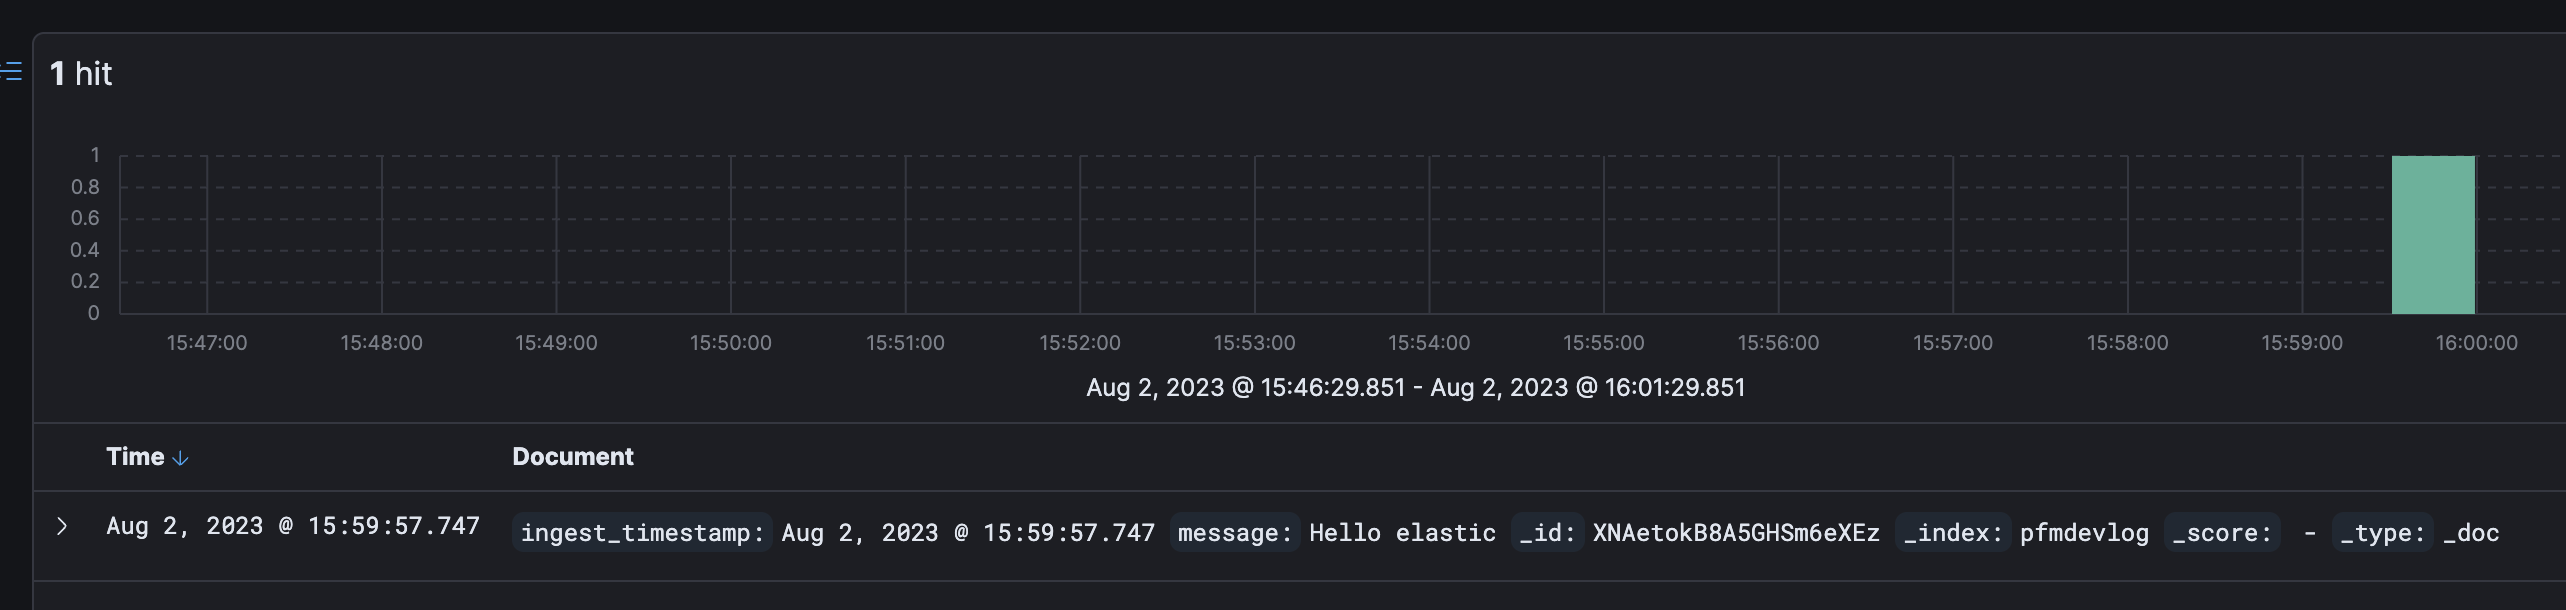 1 hit
1
0.8
0.6
0.4
0.2
0
15:47:00 15:48:00 15:49:00 15:50:00 15:51:00 15:52:00 15:53:00 15:54:00 15:55:00 15:56:00 15:57:00 15:58:00 15:59:00 16:00:00
Aug 2, 2023 @ 15:46:29.851 - Aug 2, 2023 @ 16:01:29.851
Time Document
Aug 2, 2023 @ 15:59:57.747 ingest_timestamp: Aug 2, 2023 @ 15:59:57.747 message: Hello elastic _id: XNAetokB8A5GHSm6eXEz _index: pfmdevlog _score: - _type: _doc